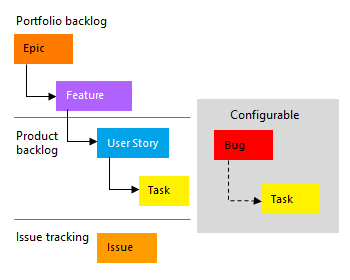 Portfolio backlog
Epic
Feature
Product
backlog
User Story
Task
Configurable
Bug
Task
Issue tracking
Issue